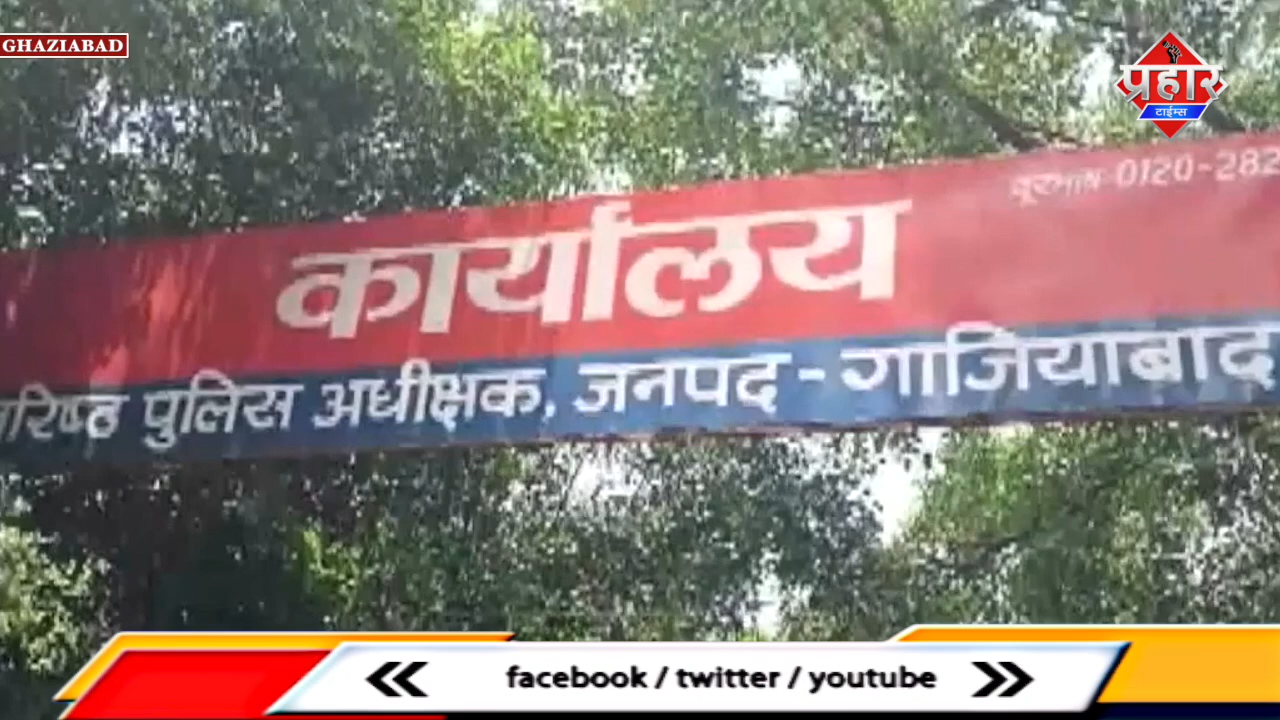 GHAZIABAD
प्रहार
टाईम्स
दूरभाष-0120-282
कार्यालय
रिष्ठ पुलिस अधीक्षक, जनपद - गाजियाबाद
facebook / twitter / youtube